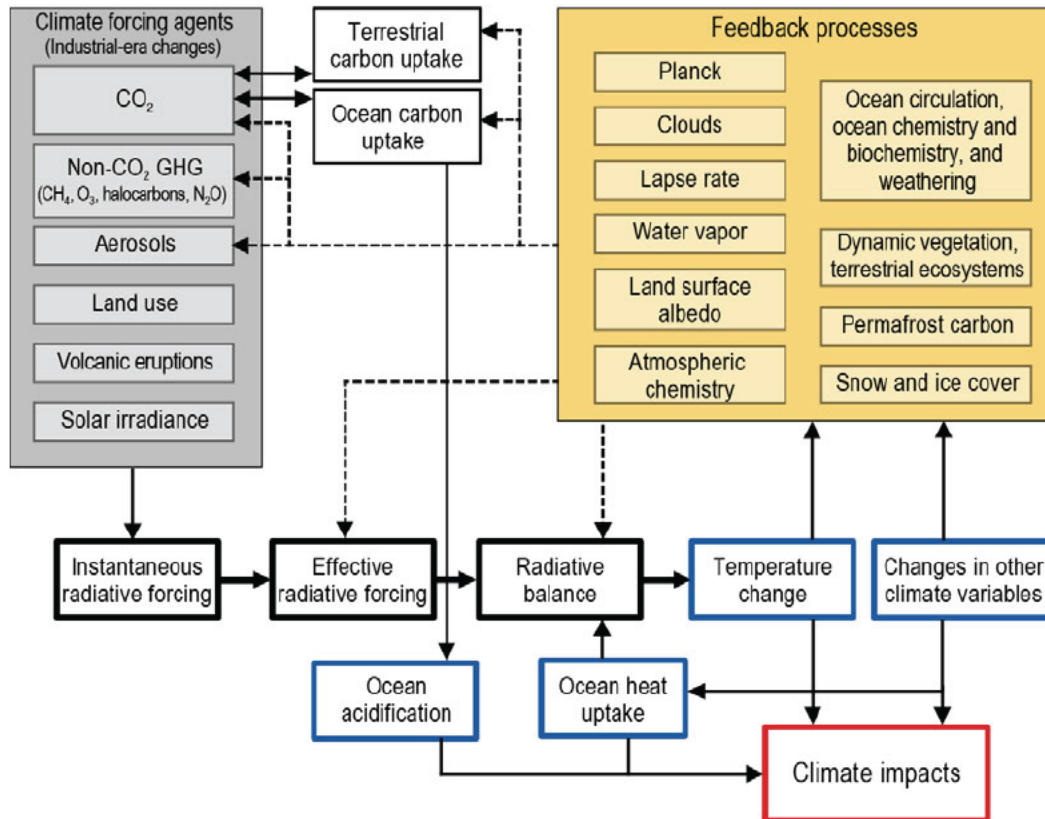 Climate forcing agents
(Industrial-era changes)
CO₂
Non-CO₂ GHG
(CH₄, O₃, halocarbons, N₂O)
Aerosols
Land use
Volcanic eruptions
Solar irradiance
Terrestrial
carbon uptake
Ocean carbon
uptake
Feedback processes
Planck
Clouds
Lapse rate
Water vapor
Land surface
albedo
Atmospheric
chemistry
Ocean circulation,
ocean chemistry and
biochemistry, and
weathering
Dynamic vegetation,
terrestrial ecosystems
Permafrost carbon
Snow and ice cover
Instantaneous
radiative forcing
Effective
radiative forcing
Radiative
balance
Temperature
change
Changes in other
climate variables
Ocean
acidification
Ocean heat
uptake
Climate impacts